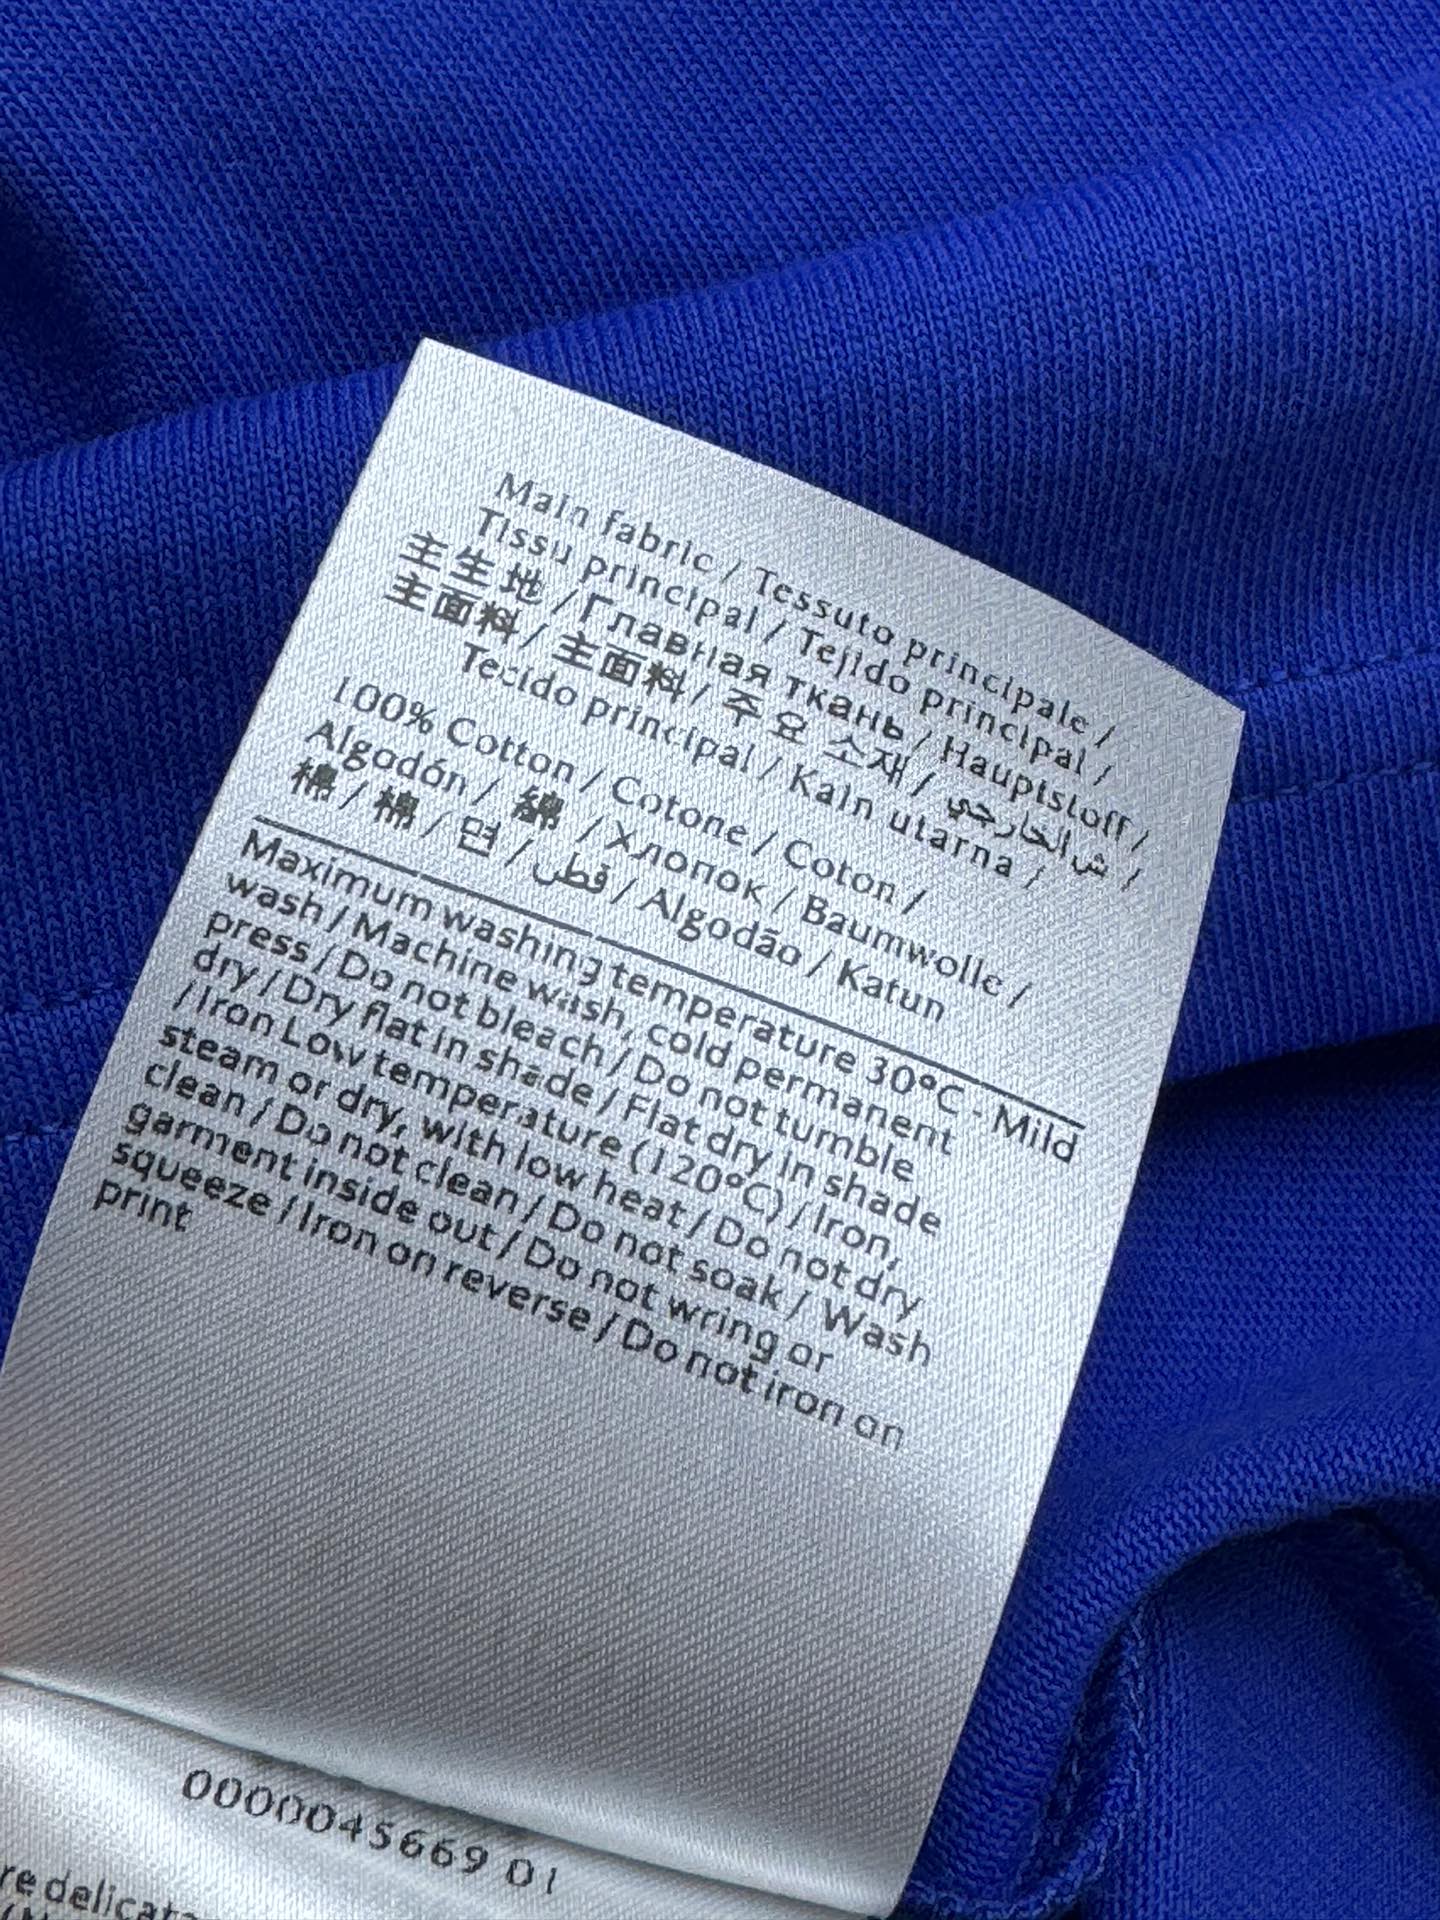 Main fabric / Tessuto principale /
Tissu principal / Tejido principal /
主生地 / Главная ткань / Hauptstoff /
主面料 / 主面料 / 주요 소재 / ش الخارجي /
Tecido principal / Kain utama /
100% Cotton / Cotone / Coton /
Algodón / 綿 / Хлопок / Baumwolle /
棉 / 棉 / 면 / قطن / Algodão / Katun
Maximum washing temperature 30°C - Mild
wash / Machine wash, cold permanent
press / Do not bleach / Do not tumble
dry / Dry flat in shade / Flat dry in shade
/ Iron Low temperature (120°C) / Iron,
steam or dry, with low heat / Do not dry
clean / Do not clean / Do not soak / Wash
garment inside out / Do not wring or
squeeze / Iron on reverse / Do not iron on
print
0000045669 01